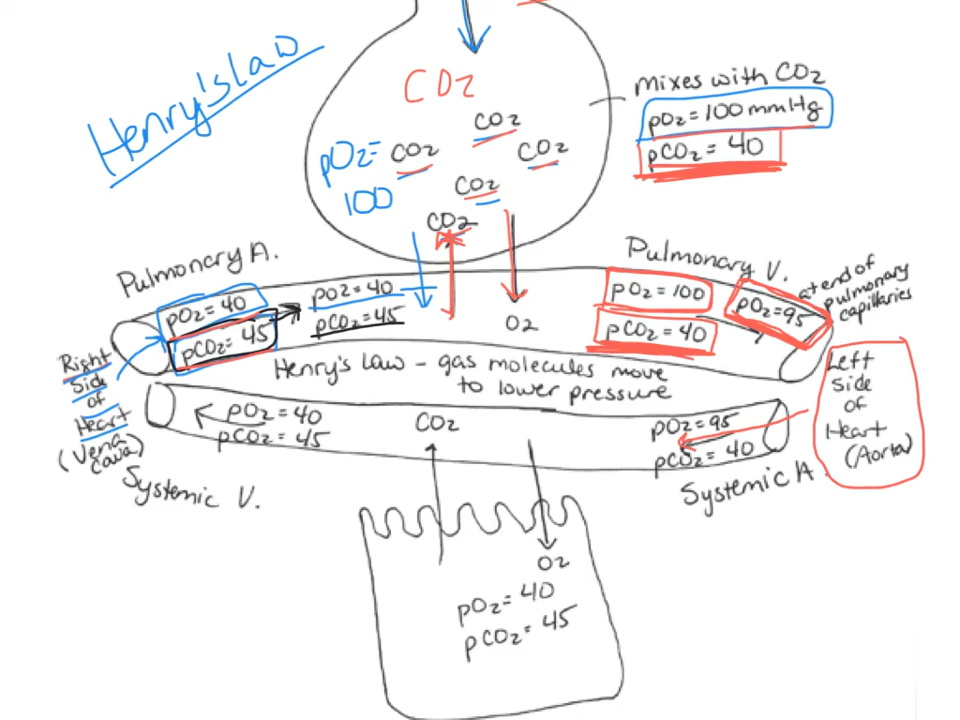 Henry's Law
CO2
CO2
CO2
CO2
CO2
CO2
pO2=
100
mixes with CO2
pO2 = 100 mmHg
pCO2 = 40
Pulmonary A.
pO2 = 40
pCO2 = 45
pO2 = 40
pCO2 = 45
O2
Pulmonary V.
pO2 = 100
pCO2 = 40
pO2 = 95
at end of
pulmonary
capillaries
Henry's Law - gas molecules move
to lower pressure
Right
Side
of
Heart
(Vena
Cava)
Left
Side
of
Heart
(Aorta)
pO2 = 40
pCO2 = 45
CO2
pO2 = 95
pCO2 = 40
Systemic V.
Systemic A.
O2
pO2 = 40
pCO2 = 45